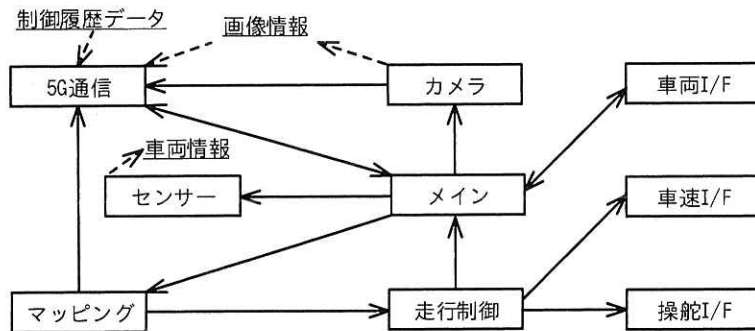 制御履歴データ
画像情報
5G通信
カメラ
車両I/F
車両情報
センサー
メイン
車速I/F
マッピング
走行制御
操舵I/F